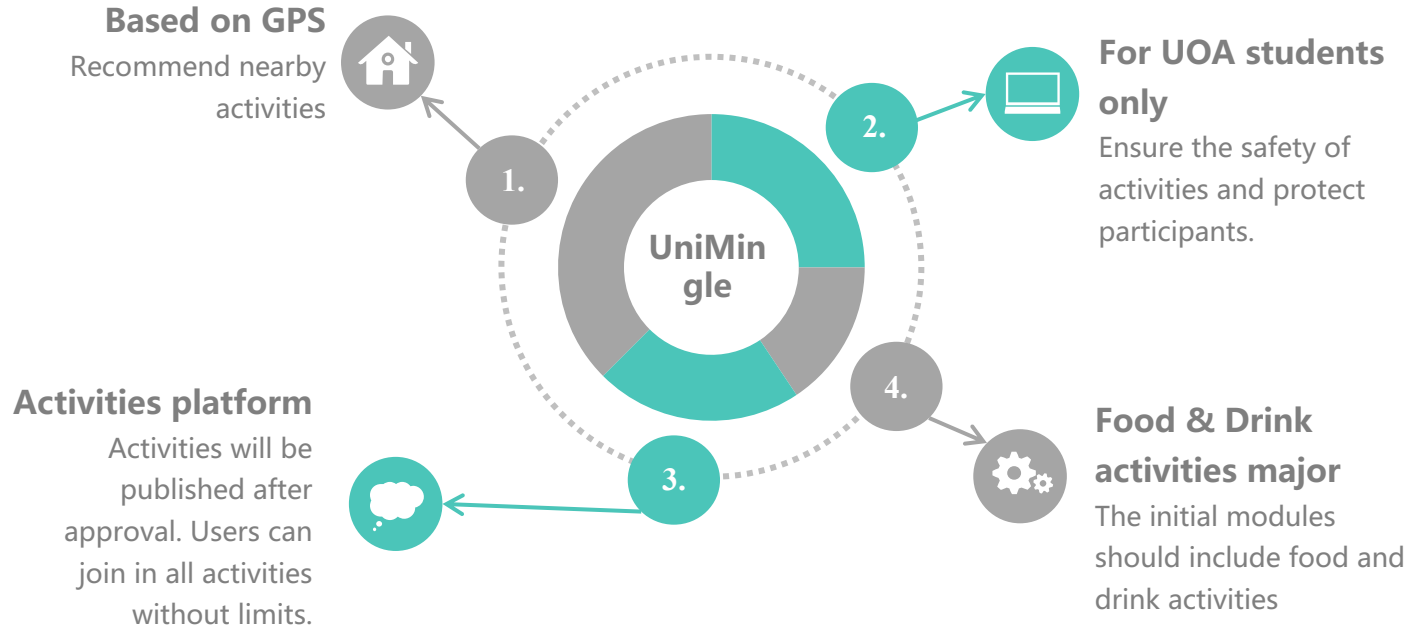 Based on GPS
Recommend nearby
activities
1.
2.
For UOA students
only
Ensure the safety of
activities and protect
participants.
UniMin
gle
Activities platform
Activities will be
published after
approval. Users can
join in all activities
without limits.
3.
4.
Food & Drink
activities major
The initial modules
should include food and
drink activities